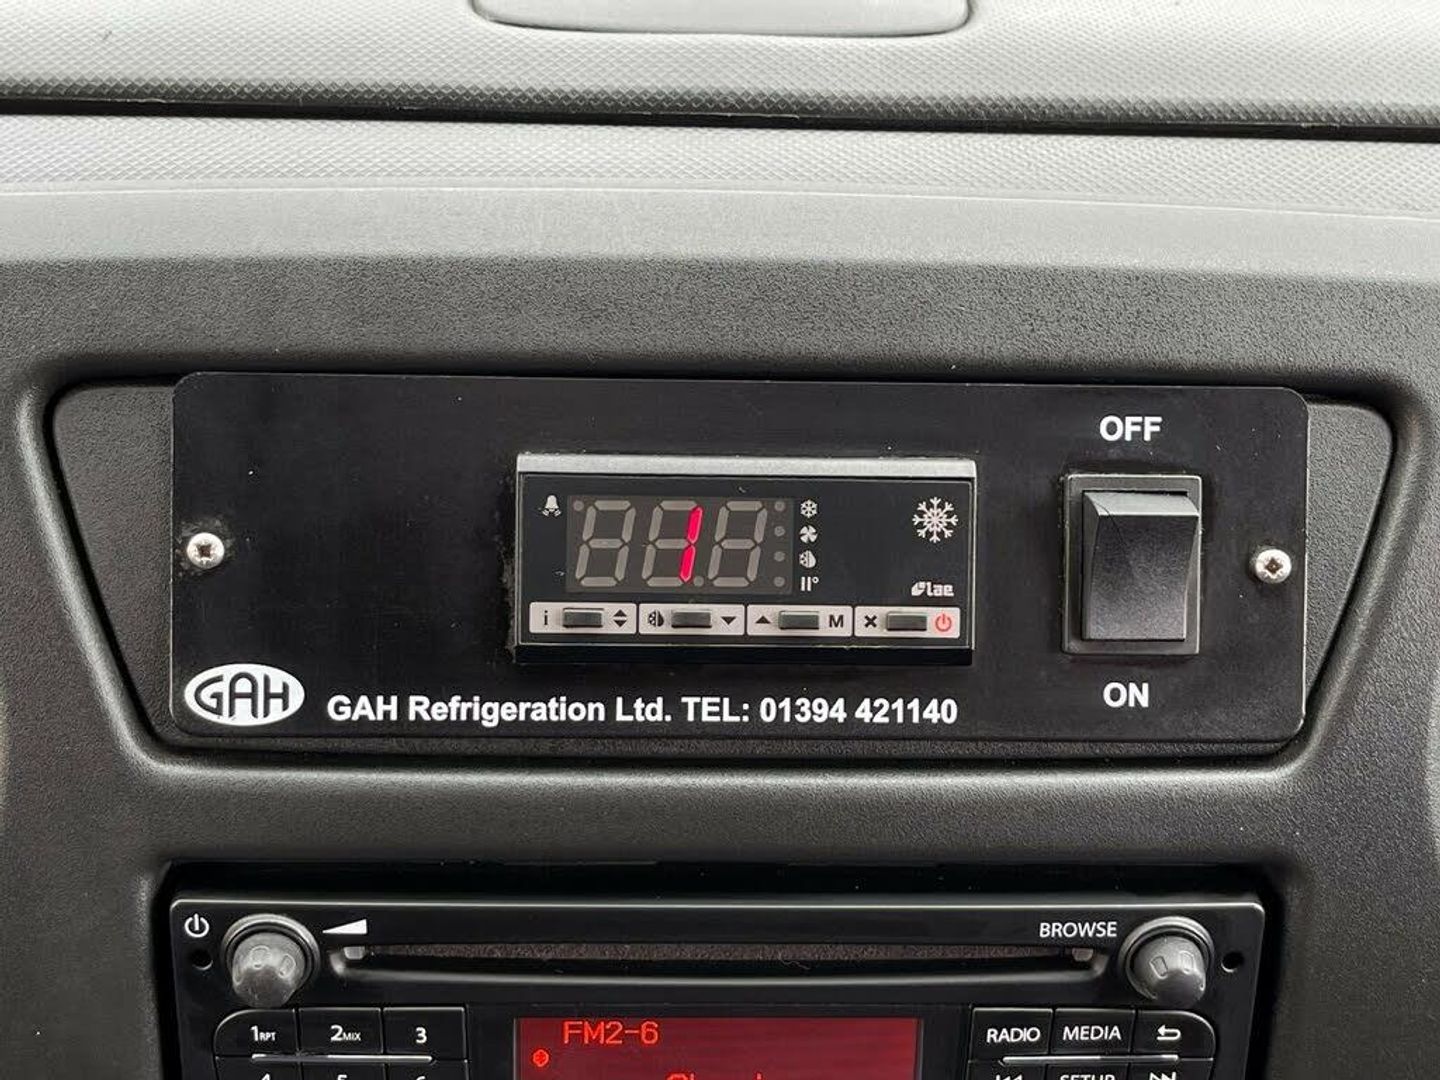 OFF
1
lae
i
M
GAH
GAH Refrigeration Ltd. TEL: 01394 421140
ON
BROWSE
1RPT 2MIX 3
FM2-6
RADIO MEDIA
SETUP